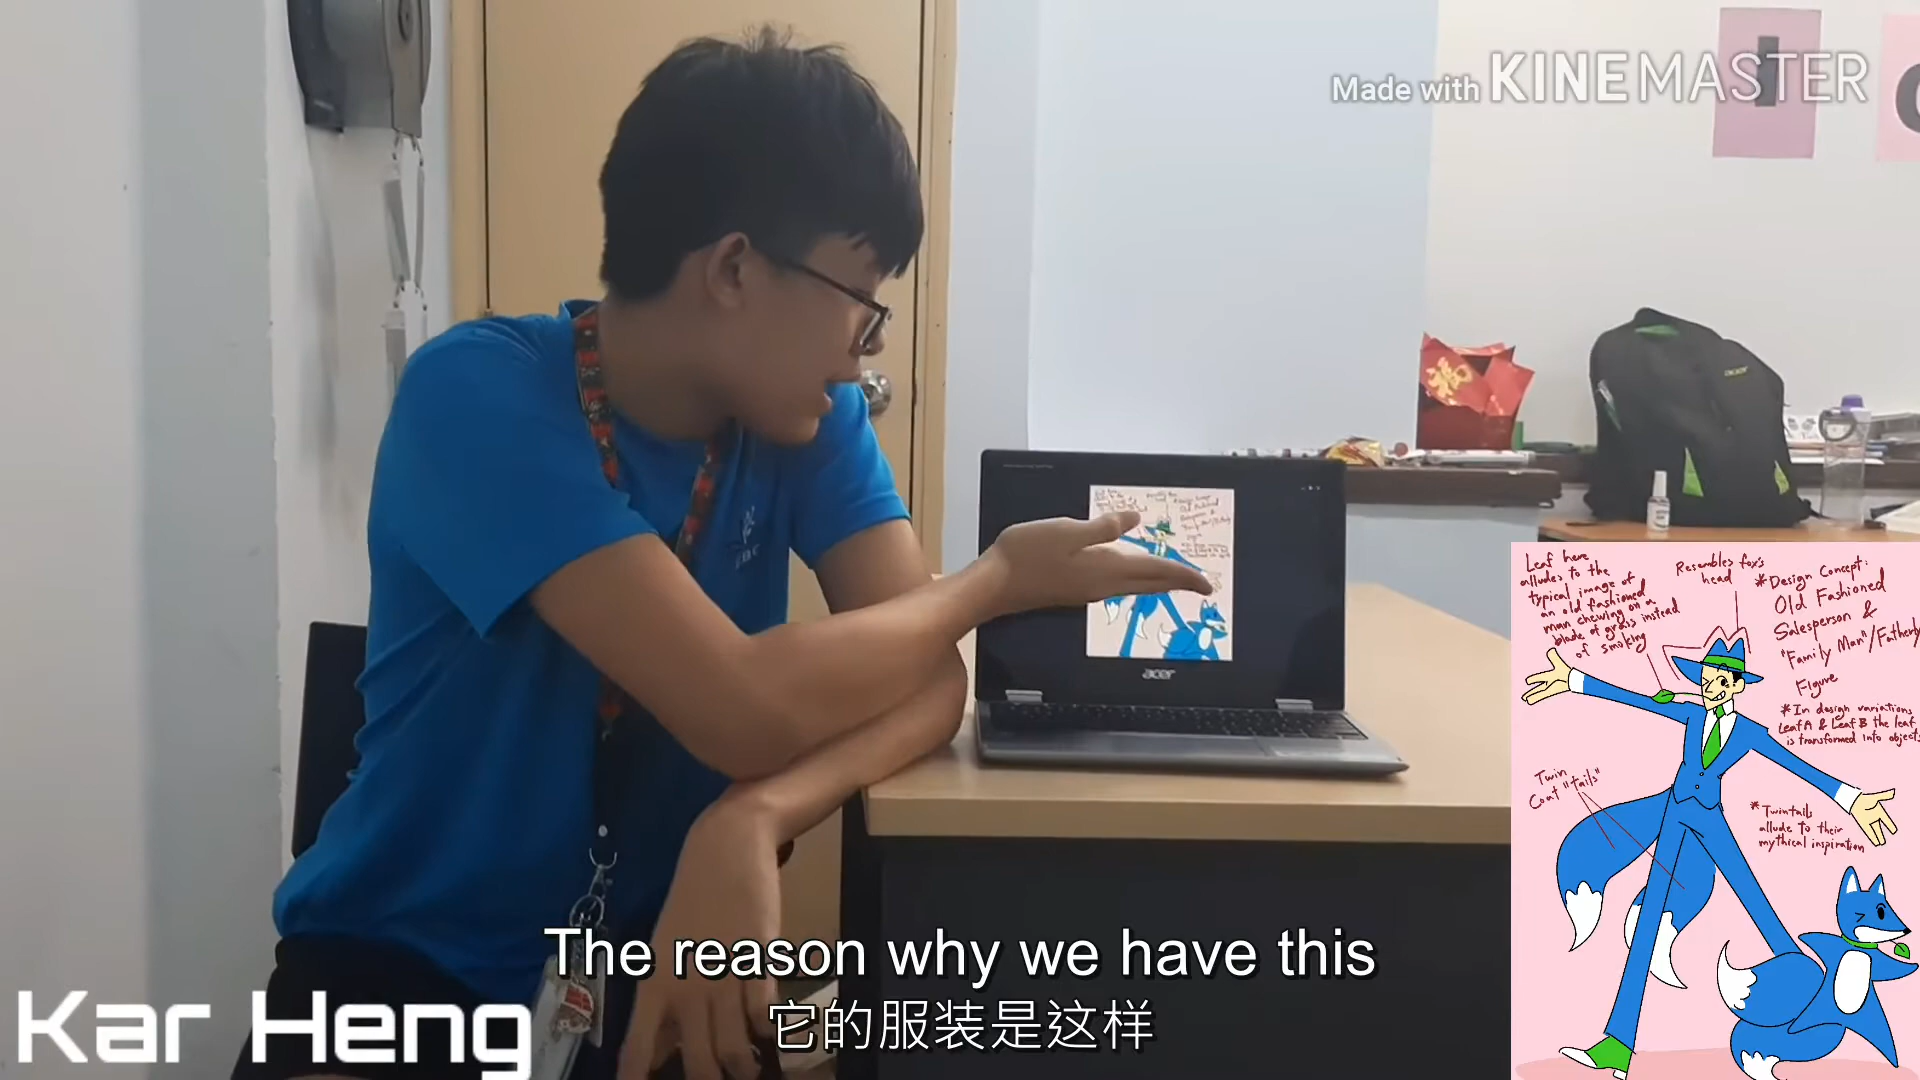 Made with KINEMASTER
I
acer
Leaf here
alludes to the
typical image of
an old fashioned
man chewing on a
blade of grass instead
of smoking
Resembles fox's
head
*Design Concept:
Old Fashioned
Salesperson &
"Family Man"/Fatherly
Figure
*In design variations
Leaf A & Leaf B the leaf
is transformed into objects
Twin
Coat "tails"
*Twintails
allude to their
mythical inspiration
acer
福
The reason why we have this
它的服装是这样
Kar Heng